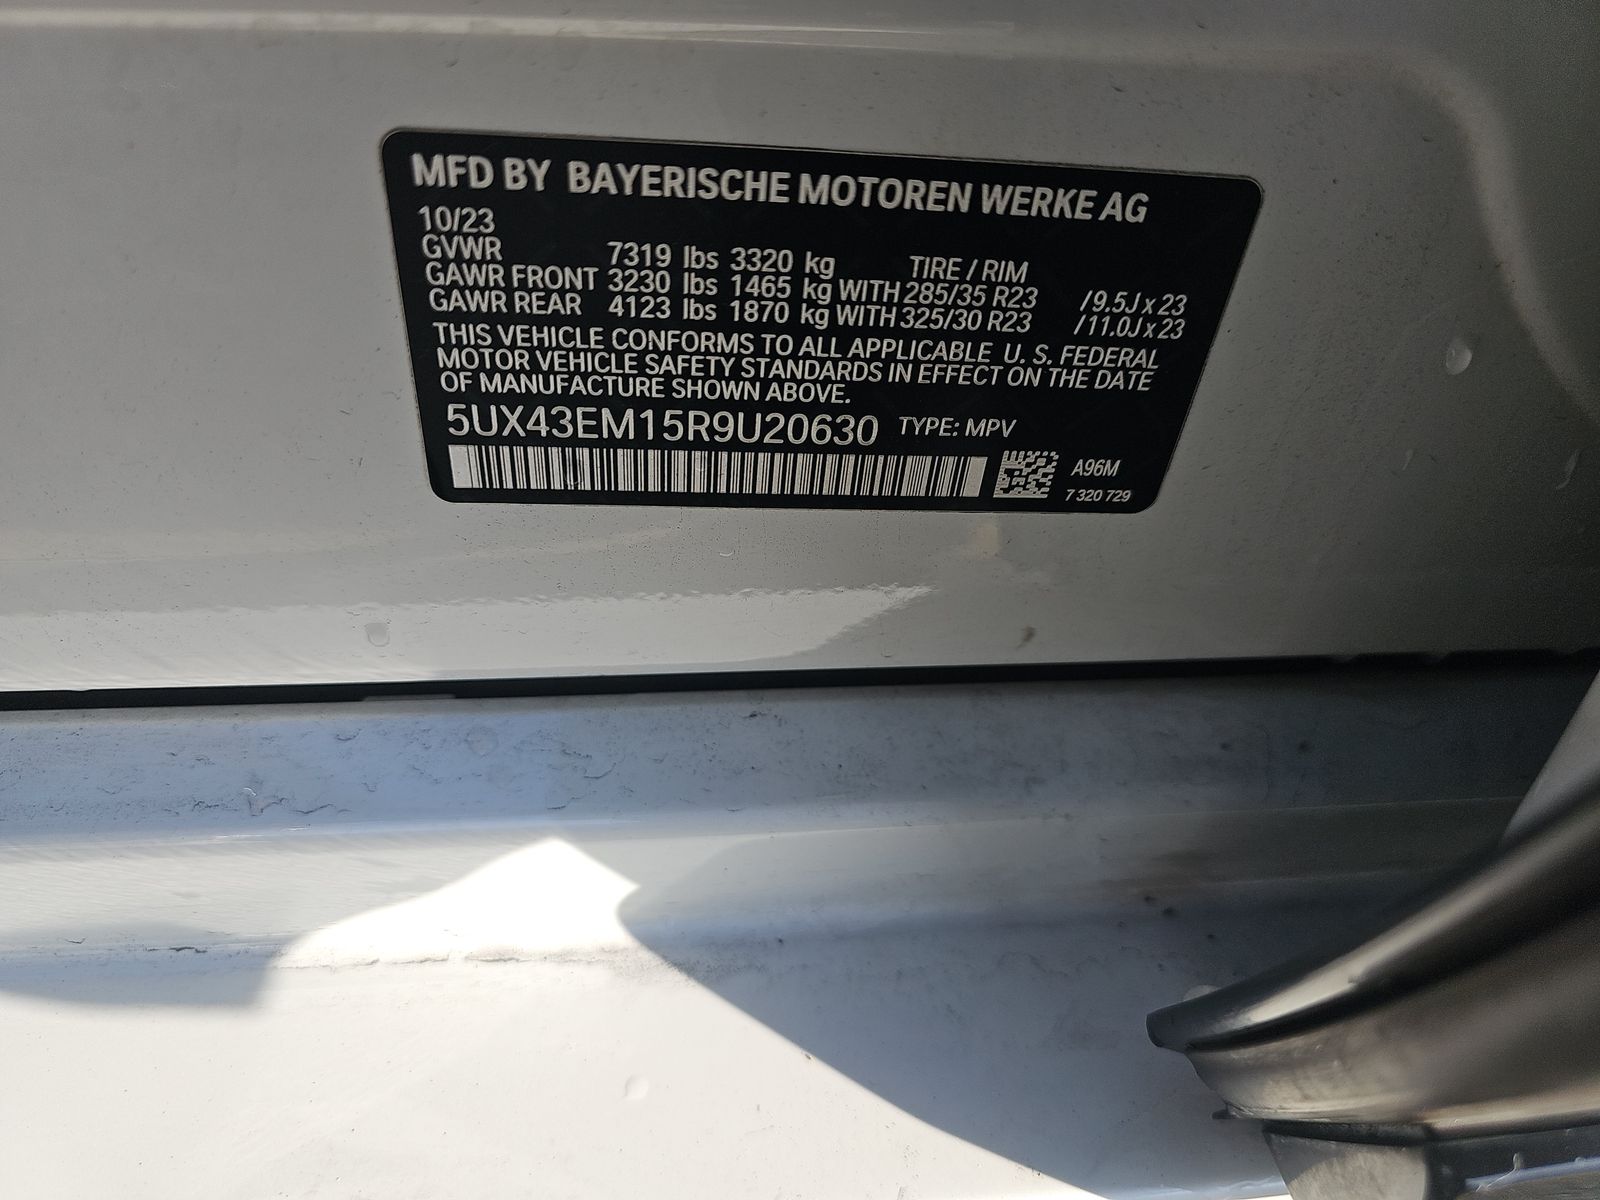 MFD BY BAYERISCHE MOTOREN WERKE AG
10/23
GVWR 7319 lbs 3320 kg TIRE / RIM
GAWR FRONT 3230 lbs 1465 kg WITH 285/35 R23 /9.5J x 23
GAWR REAR 4123 lbs 1870 kg WITH 325/30 R23 /11.0J x 23
THIS VEHICLE CONFORMS TO ALL APPLICABLE U. S. FEDERAL
MOTOR VEHICLE SAFETY STANDARDS IN EFFECT ON THE DATE
OF MANUFACTURE SHOWN ABOVE.
5UX43EM15R9U20630 TYPE: MPV
A96M
7 320 729